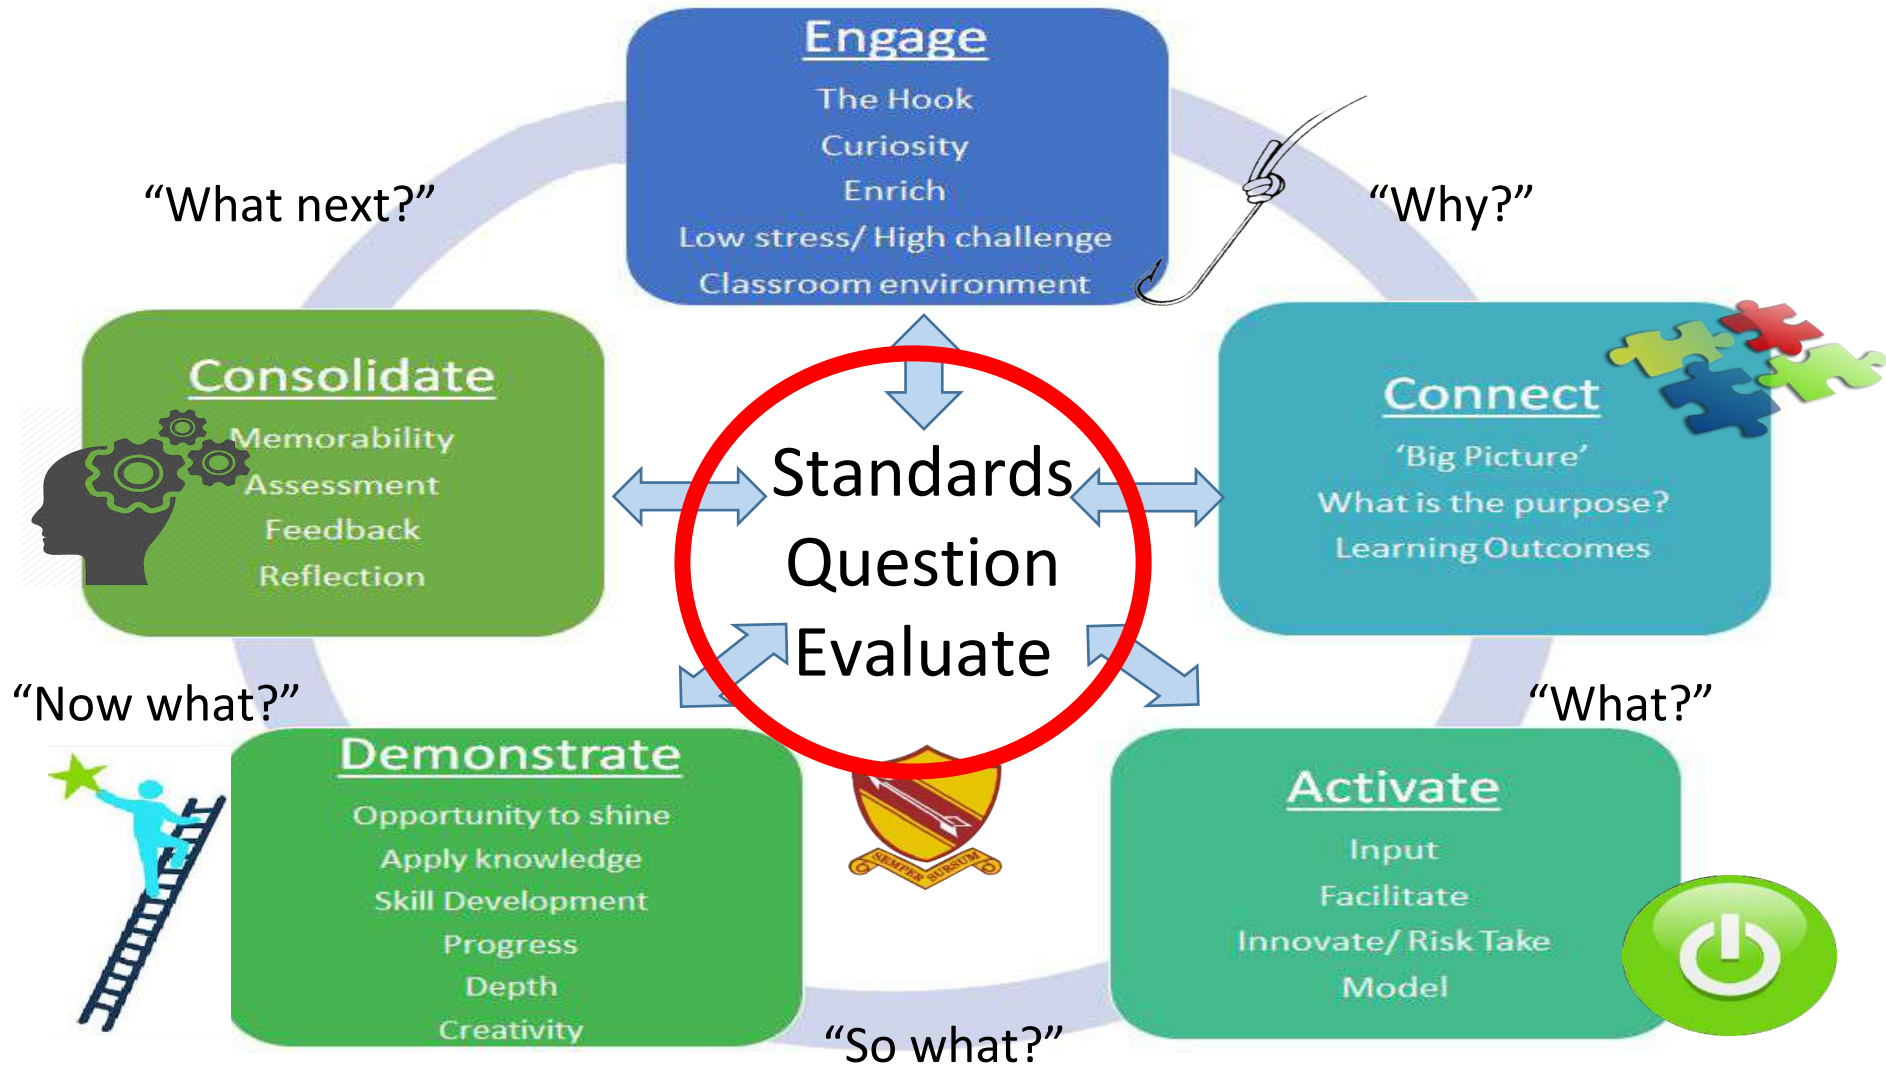 Engage
The Hook
Curiosity
Enrich
Low stress/ High challenge
Classroom environment
“What next?”
“Why?”
Consolidate
Memorability
Assessment
Feedback
Reflection
Standards
Question
Evaluate
Connect
‘Big Picture’
What is the purpose?
Learning Outcomes
“Now what?”
“What?”
Demonstrate
Opportunity to shine
Apply knowledge
Skill Development
Progress
Depth
Creativity
SEMPER SURSUM
Activate
Input
Facilitate
Innovate/ Risk Take
Model
“So what?”